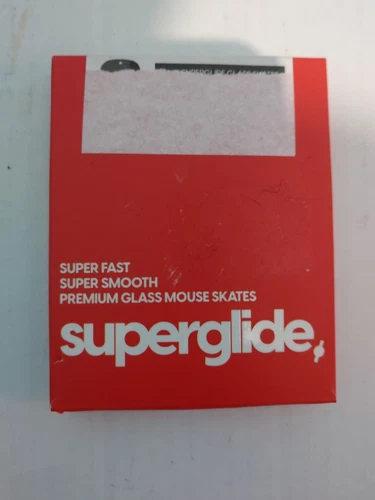 SUPER FAST
SUPER SMOOTH
PREMIUM GLASS MOUSE SKATES
superglide